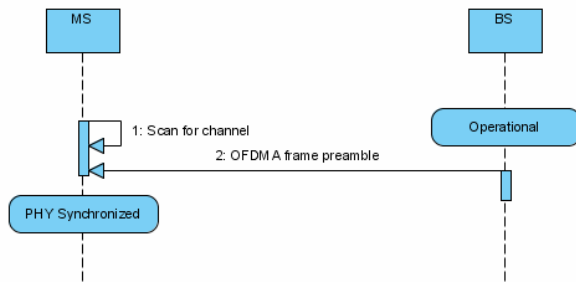 MS
BS
Operational
1: Scan for channel
2: OFDMA frame preamble
PHY Synchronized